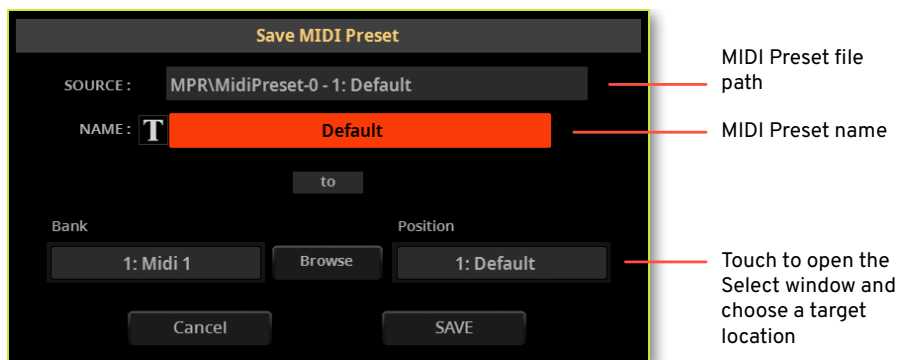 Save MIDI Preset
SOURCE :
MPR\MidiPreset-0 - 1: Default
MIDI Preset file
path
NAME :
T
Default
MIDI Preset name
to
Bank
Position
1: Midi 1
Browse
1: Default
Touch to open the
Select window and
choose a target
location
Cancel
SAVE